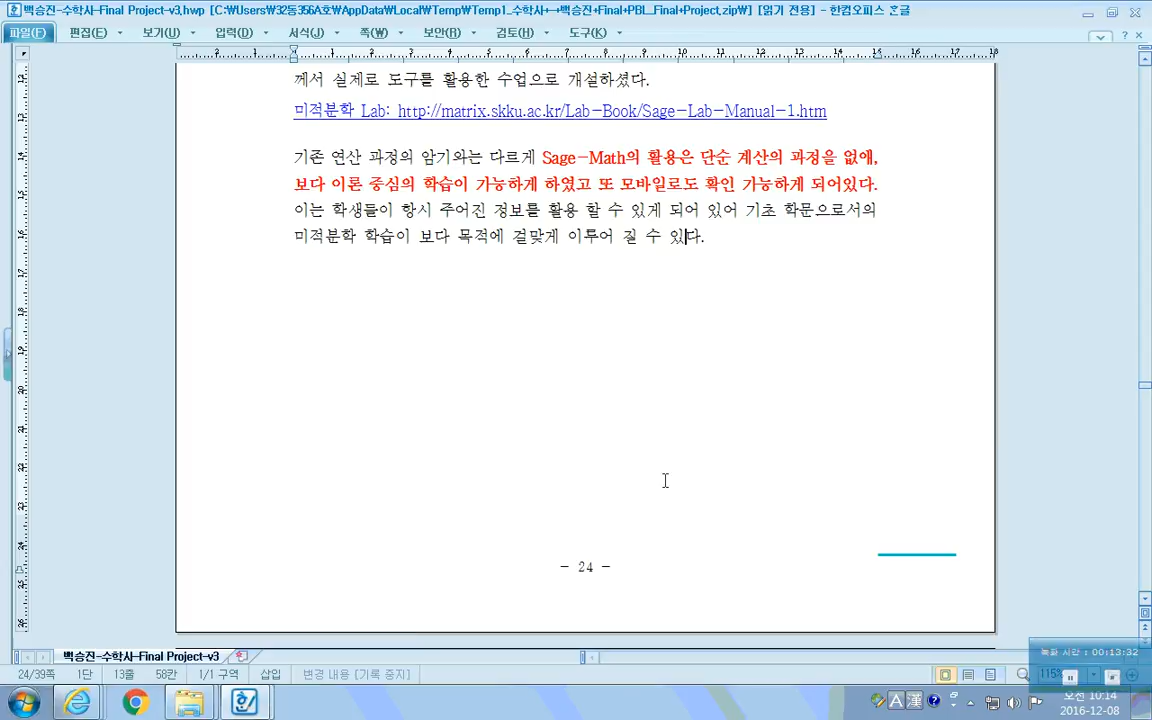 백승진-수학사-Final Project-v3.hwp [C:₩Users₩32동356A호₩AppData₩Local₩Temp₩Temp1_수학사+-+백승진+Final+PBL_Final+Project.zip₩] [읽기 전용] - 한컴오피스 한글
파일(F) 편집(E) 보기(U) 입력(D) 서식(J) 쪽(W) 보안(B) 검토(H) 도구(K)
께서 실제로 도구를 활용한 수업으로 개설하셨다.
미적분학 Lab: http://matrix.skku.ac.kr/Lab-Book/Sage-Lab-Manual-1.htm
기존 연산 과정의 암기와는 다르게 Sage-Math의 활용은 단순 계산의 과정을 없애,
보다 이론 중심의 학습이 가능하게 하였고 또 모바일로도 확인 가능하게 되어있다.
이는 학생들이 항시 주어진 정보를 활용 할 수 있게 되어 있어 기초 학문으로서의
미적분학 학습이 보다 목적에 걸맞게 이루어 질 수 있다.
- 24 -
백승진-수학사-Final Project-v3
24/39쪽 1단 13줄 58칸 1/1 구역 삽입 변경 내용 [기록 중지]
녹화 시간 : 00:13:32
115%
오전 10:14
2016-12-08